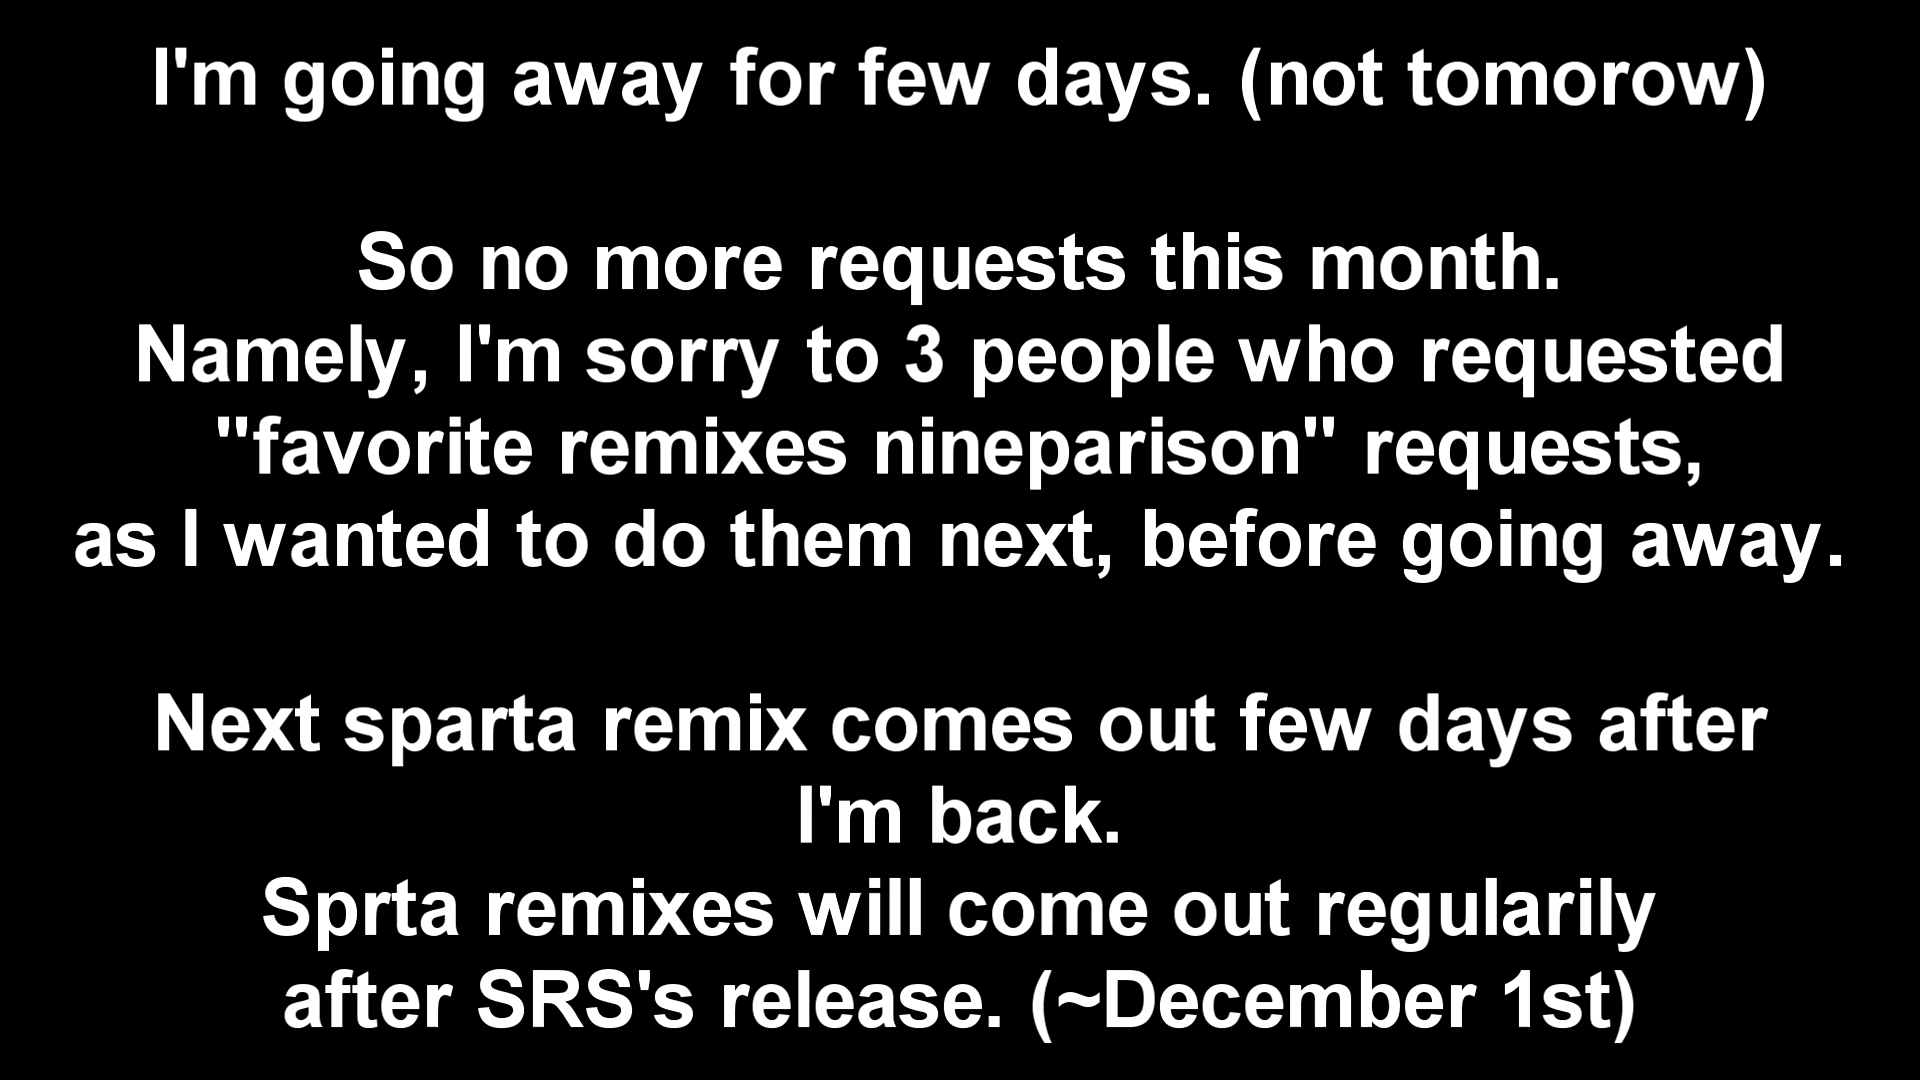 I'm going away for few days. (not tomorow)
So no more requests this month.
Namely, I'm sorry to 3 people who requested
"favorite remixes nineparison" requests,
as I wanted to do them next, before going away.
Next sparta remix comes out few days after
I'm back.
Sprta remixes will come out regularily
after SRS's release. (~December 1st)